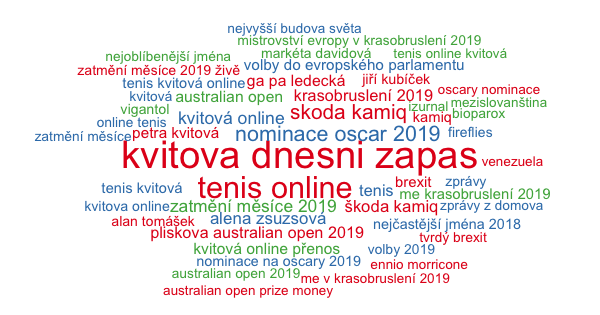 nejvyšší budova světa
mistrovství evropy v krasobruslení 2019
nejoblíbenější jména
markéta davidová
tenis online kvitová
zatmění měsíce 2019 živě
volby do evropského parlamentu
tenis kvitová online
ga pa ledecká
jiří kubíček
kvitová
australian open
krasobruslení 2019
oscary nominace
vigantol
kvitová online
skoda kamiq
izurnal
mezislovanština
kamiq
bioparox
online tenis
zatmění měsíce
petra kvitová
nominace oscar 2019
fireflies
kvitova dnesni zapas
venezuela
tenis kvitová
tenis online
tenis
brexit
zprávy
me krasobruslení 2019
kvitova online
zatmění měsíce 2019
škoda kamiq
zprávy z domova
alan tomášek
alena zsuzsová
nejčastější jména 2018
pliskova australian open 2019
tvrdý brexit
kvitová online přenos
volby 2019
nominace na oscary 2019
ennio morricone
australian open 2019
me v krasobruslení 2019
australian open prize money